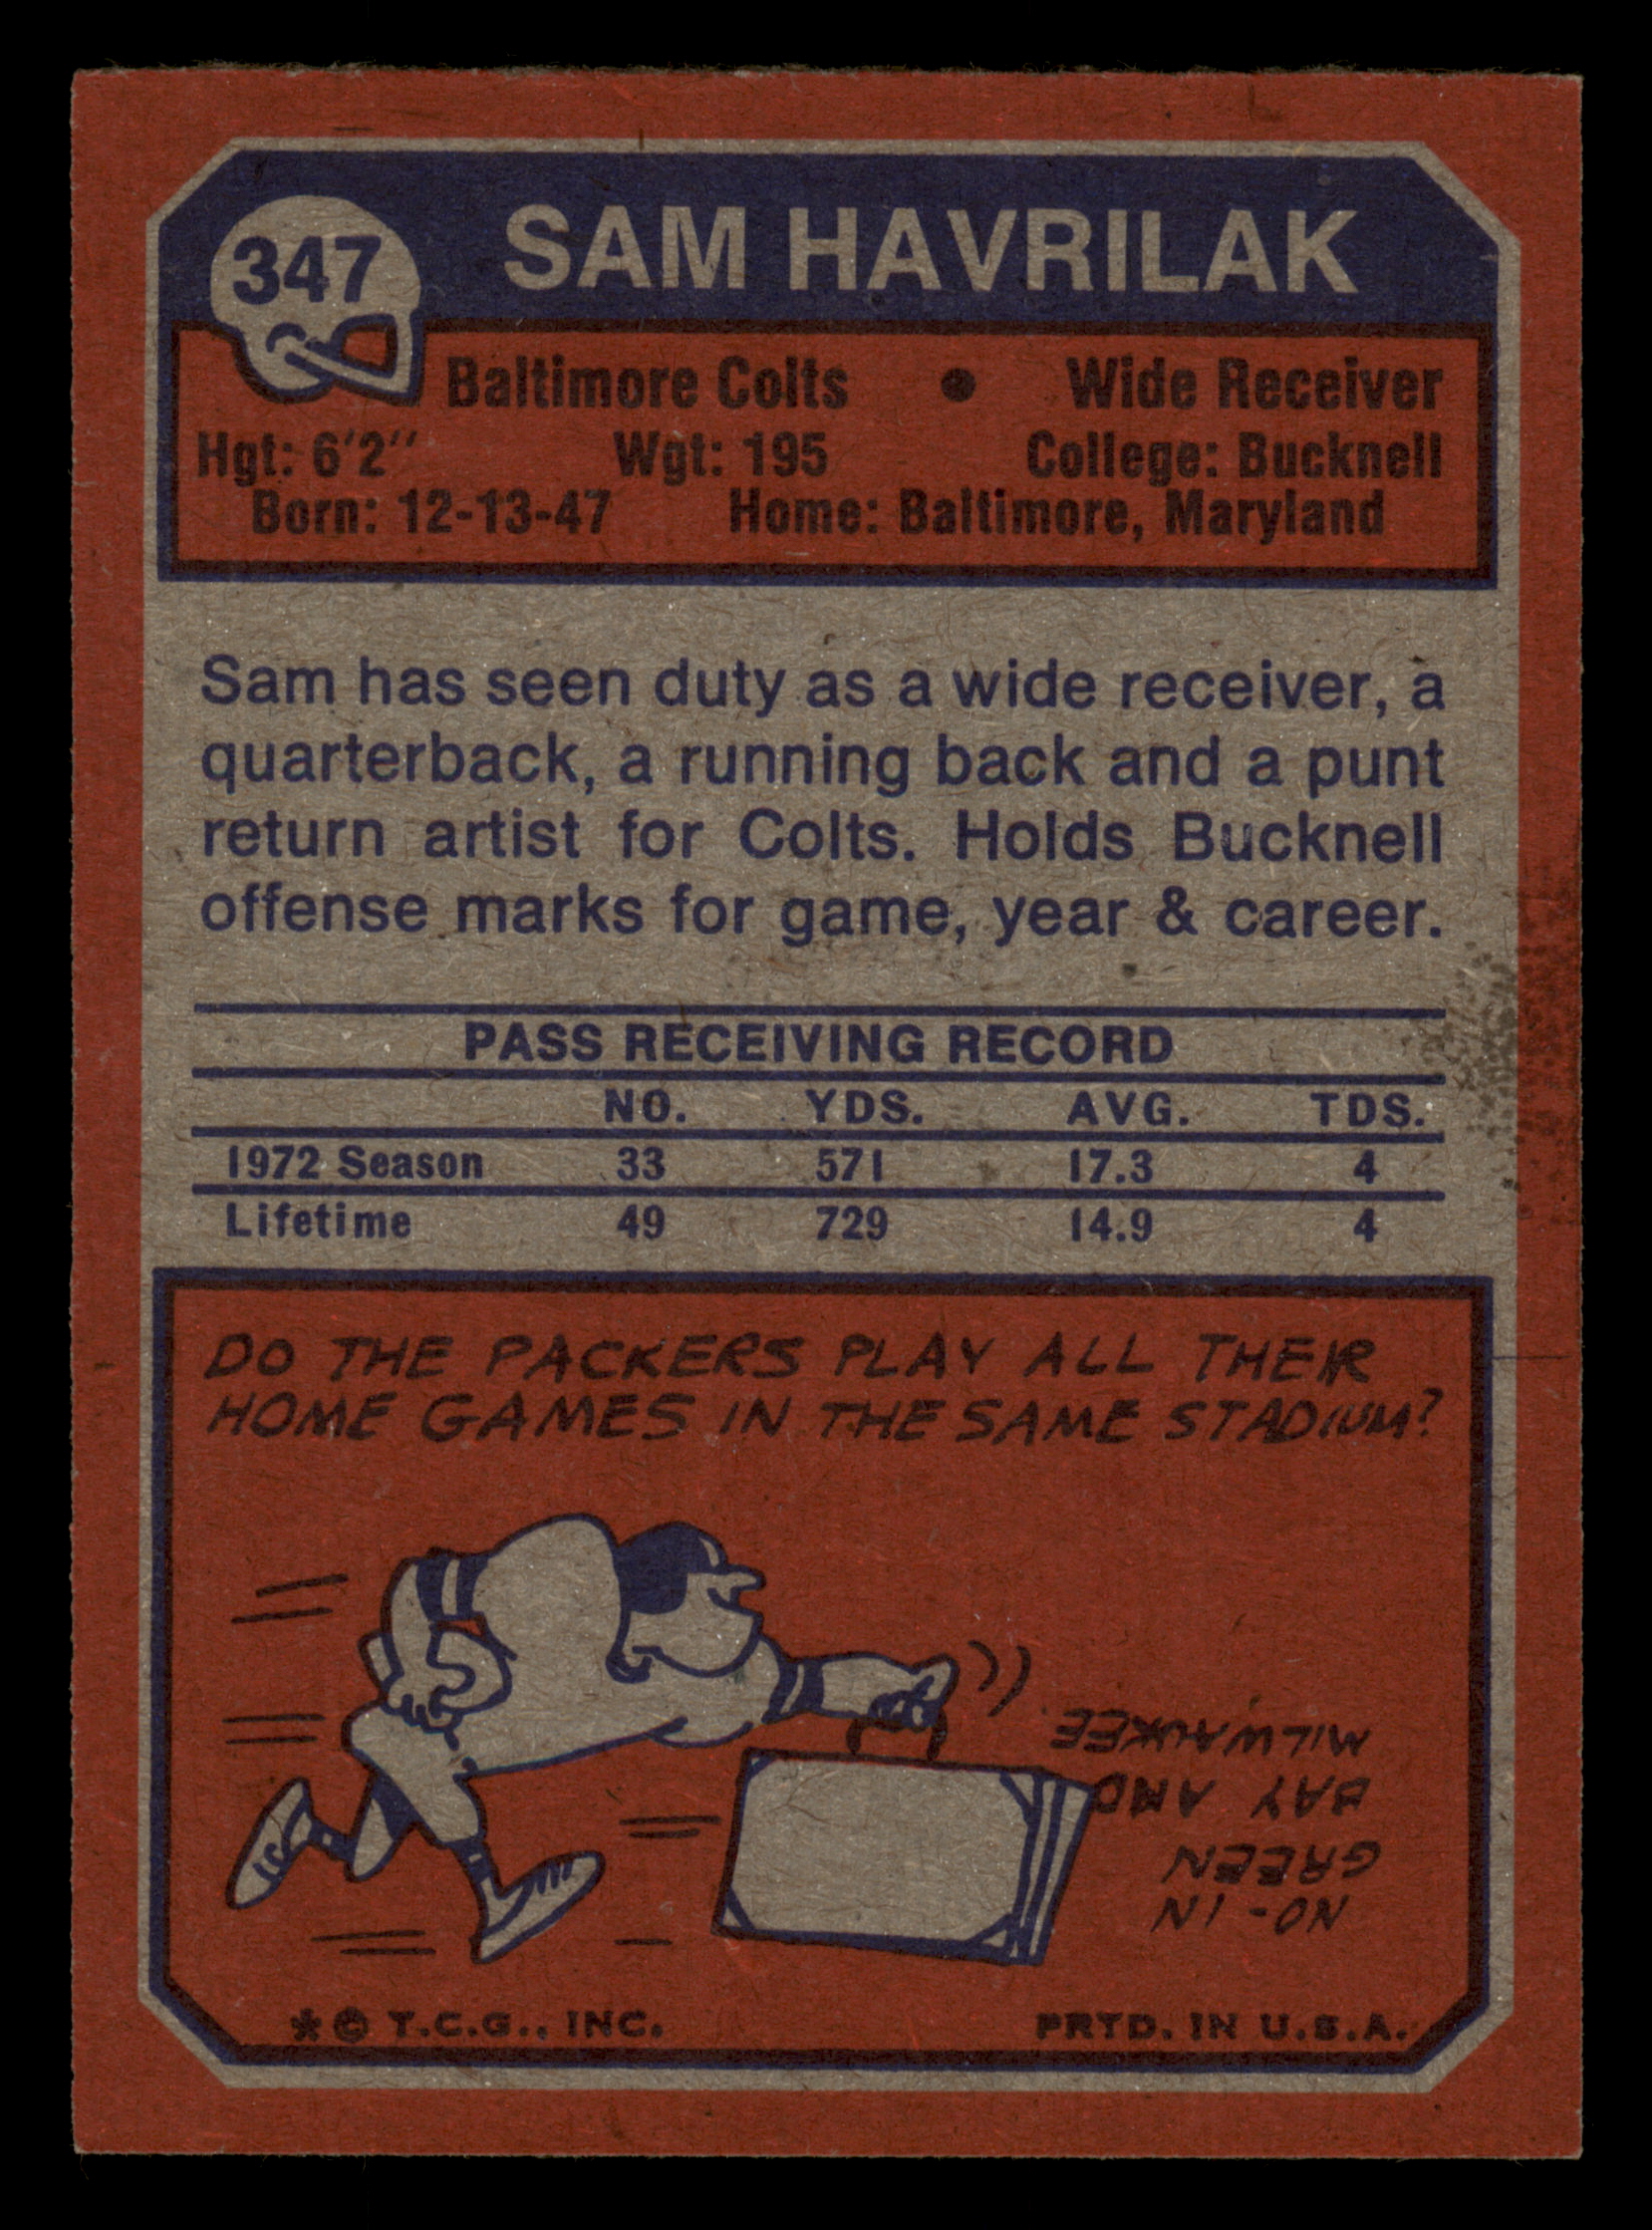 347
SAM HAVRILAK
Baltimore Colts • Wide Receiver
Hgt: 6'2'' Wgt: 195 College: Bucknell
Born: 12-13-47 Home: Baltimore, Maryland
Sam has seen duty as a wide receiver, a
quarterback, a running back and a punt
return artist for Colts. Holds Bucknell
offense marks for game, year & career.
PASS RECEIVING RECORD
NO. YDS. AVG. TDS.
1972 Season 33 571 17.3 4
Lifetime 49 729 14.9 4
DO THE PACKERS PLAY ALL THEIR
HOME GAMES IN THE SAME STADIUM?
NO-IN
GREEN
BAY AND
MILWAUKEE.
*© T.C.G., INC. PRTD. IN U.S.A.